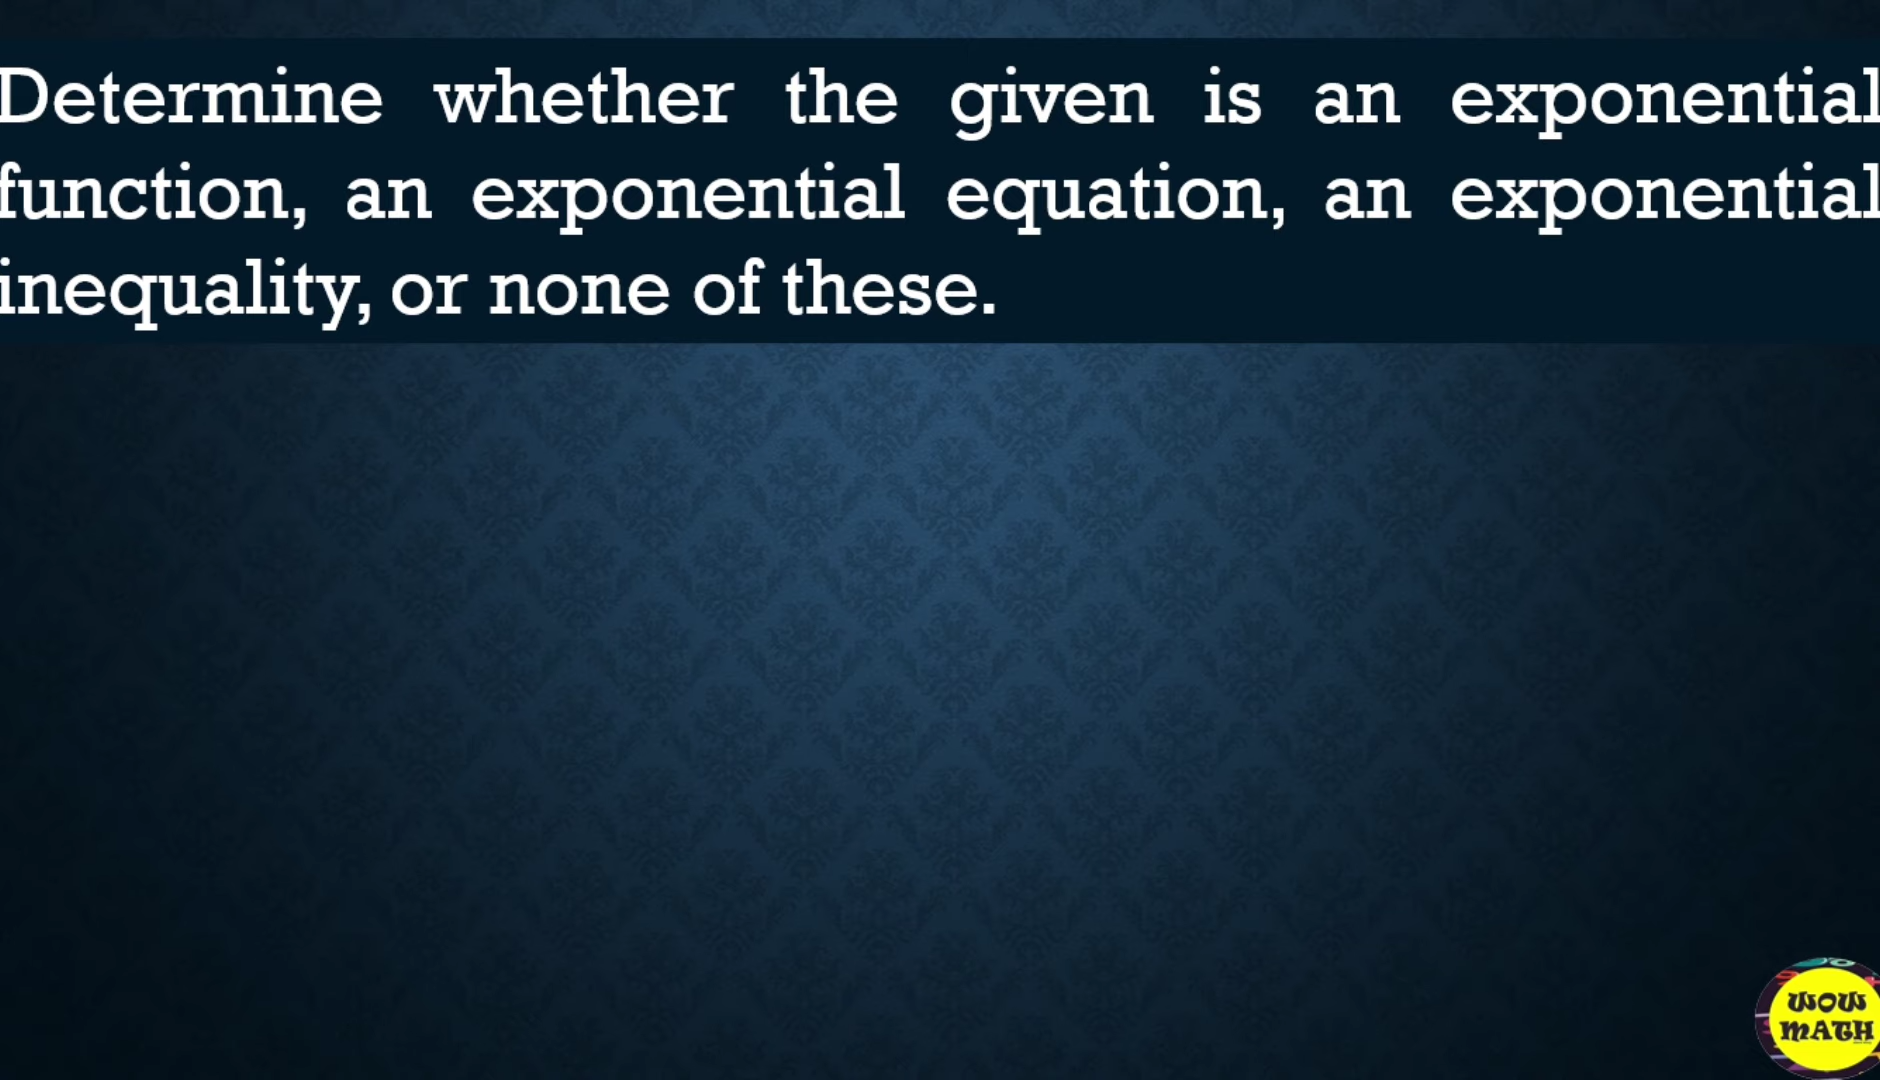 Determine whether the given is an exponential
function, an exponential equation, an exponential
inequality, or none of these.
WOW
MATH